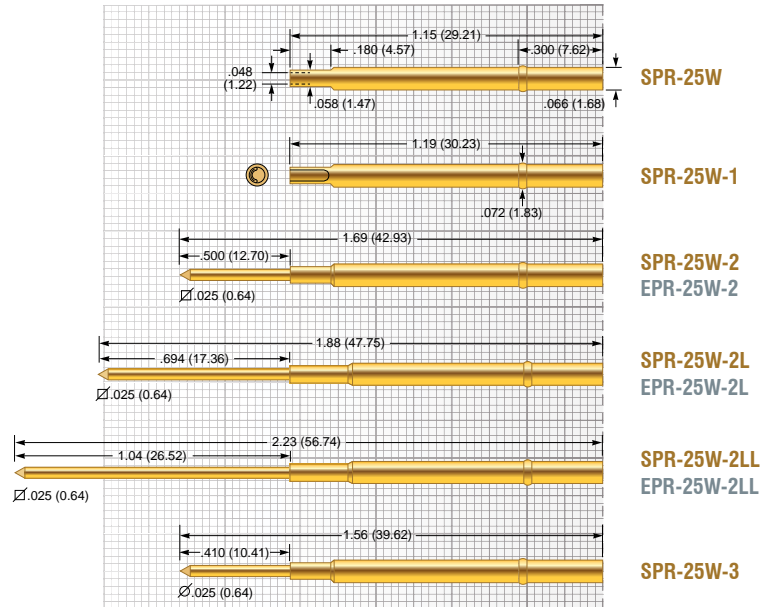 1.15 (29.21)
.180 (4.57)
.300 (7.62)
.048
(1.22)
.058 (1.47)
.066 (1.68)
SPR-25W
1.19 (30.23)
.072 (1.83)
SPR-25W-1
1.69 (42.93)
.500 (12.70)
.025 (0.64)
SPR-25W-2
EPR-25W-2
1.88 (47.75)
.694 (17.36)
.025 (0.64)
SPR-25W-2L
EPR-25W-2L
2.23 (56.74)
1.04 (26.52)
.025 (0.64)
SPR-25W-2LL
EPR-25W-2LL
1.56 (39.62)
.410 (10.41)
.025 (0.64)
SPR-25W-3